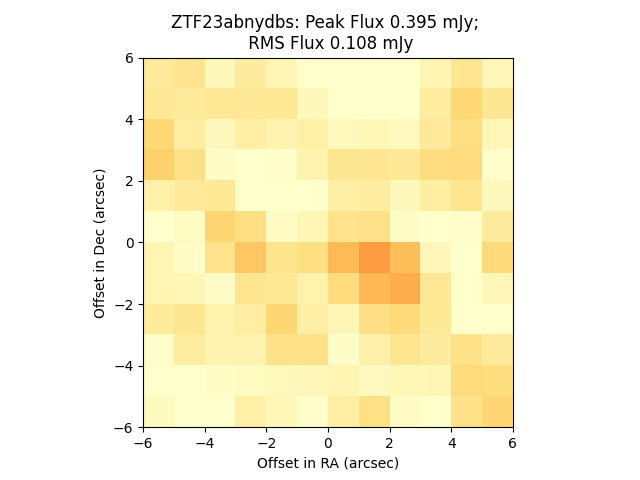 ZTF23abnydbs: Peak Flux 0.395 mJy;
RMS Flux 0.108 mJy
6
4
2
0
−2
−4
−6
Offset in Dec (arcsec)
−6 −4 −2 0 2 4 6
Offset in RA (arcsec)